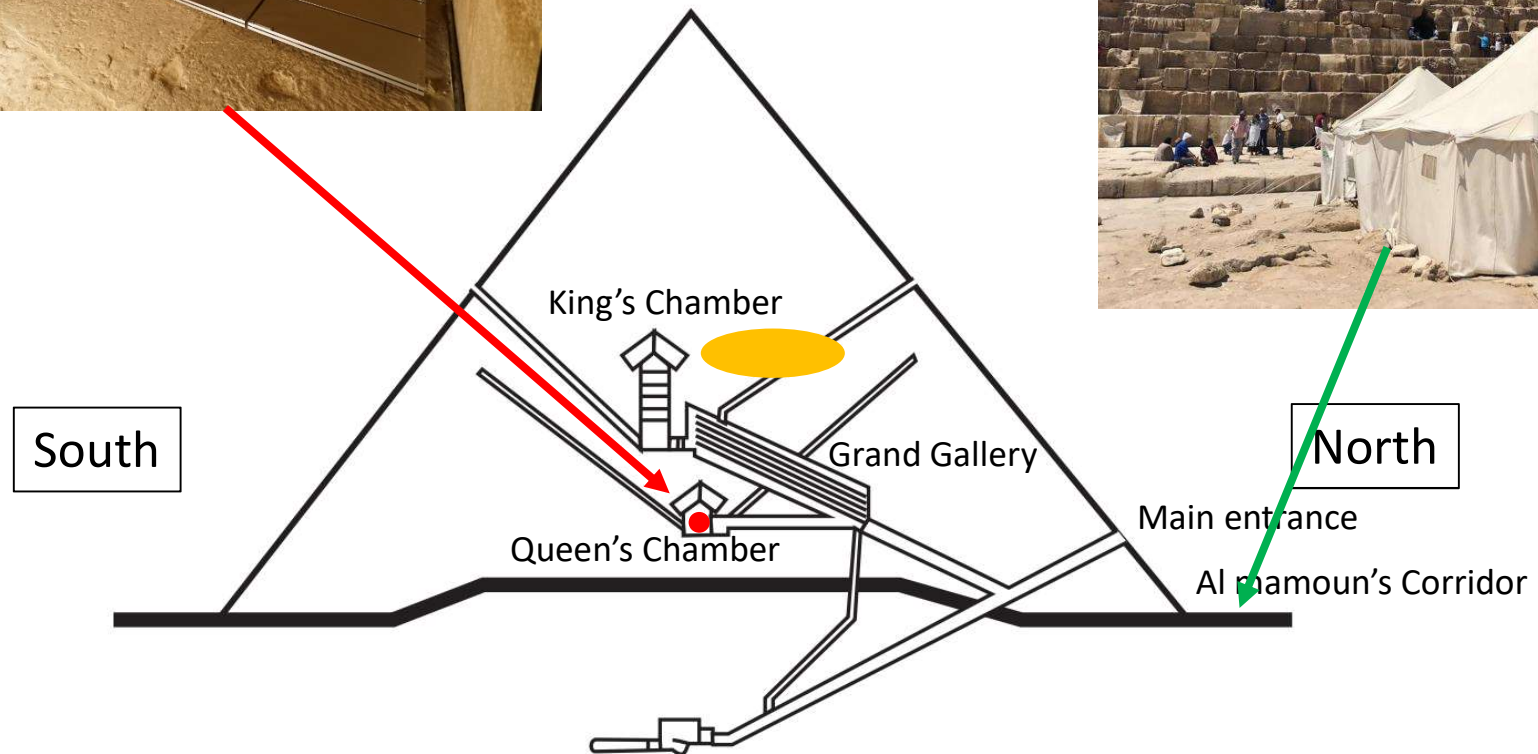 King’s Chamber
South
Grand Gallery
North
Main entrance
Queen’s Chamber
Al mamoun’s Corridor